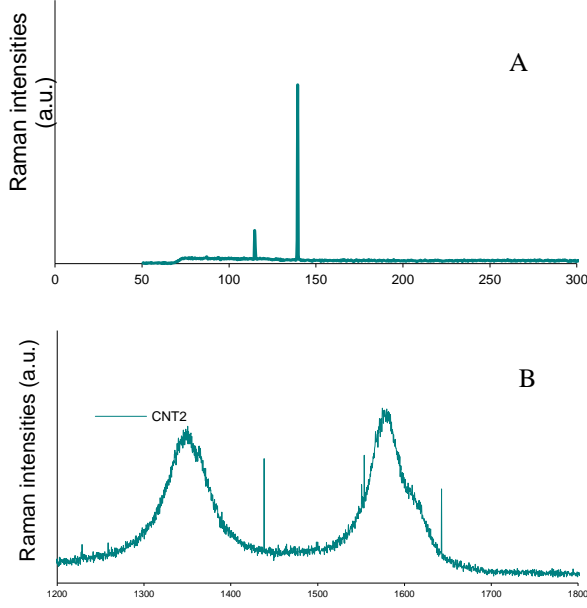 Raman intensities
(a.u.)
A
0 50 100 150 200 250 300
Raman intensities (a.u.)
B
CNT2
1200 1300 1400 1500 1600 1700 1800